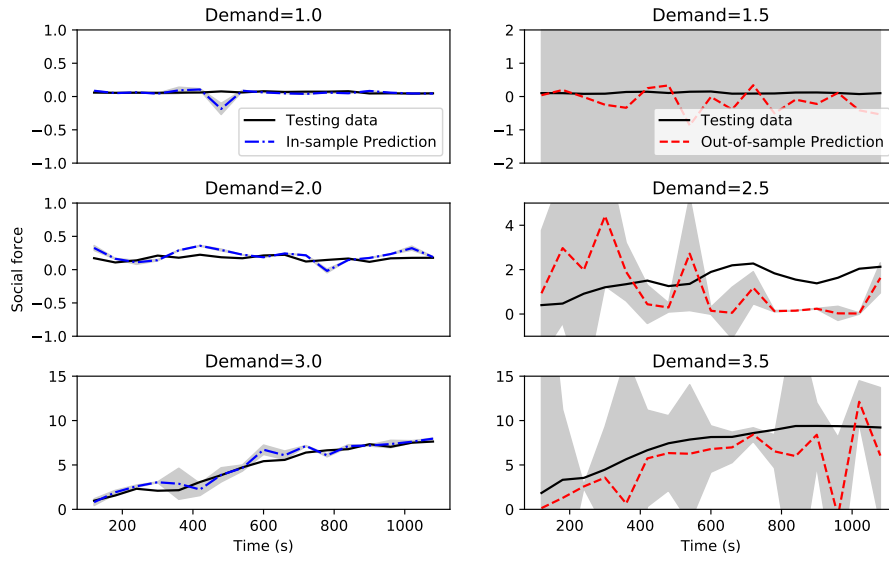 Demand=1.0
1.0
0.5
0.0
−0.5
−1.0
Testing data
In-sample Prediction
Demand=1.5
2
1
0
−1
−2
Testing data
Out-of-sample Prediction
Demand=2.0
1.0
0.5
0.0
−0.5
−1.0
Social force
Demand=2.5
4
2
0
Demand=3.0
15
10
5
0
200 400 600 800 1000
Time (s)
Demand=3.5
15
10
5
0
200 400 600 800 1000
Time (s)